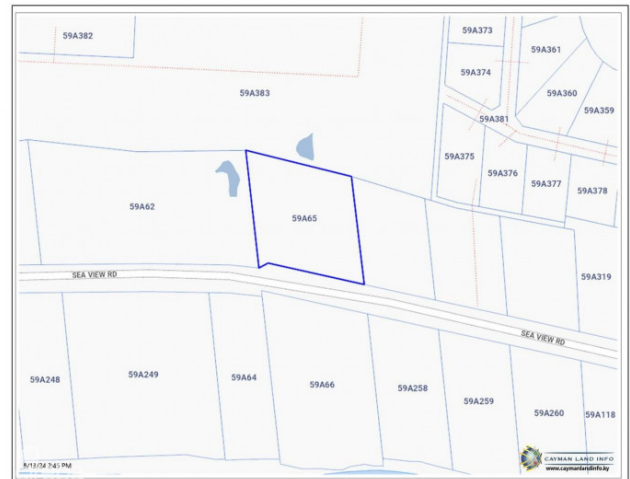 59A382
59A373
59A361
59A374
59A383
59A360
59A359
59A381
59A375
59A376
59A377
59A378
59A62
59A65
SEA VIEW RD
59A319
SEA VIEW RD
59A248
59A249
59A64
59A66
59A258
59A259
59A260
59A118
8/13/24 2:45 PM
CAYMAN LAND INFO
www.caymanlandinfo.ky